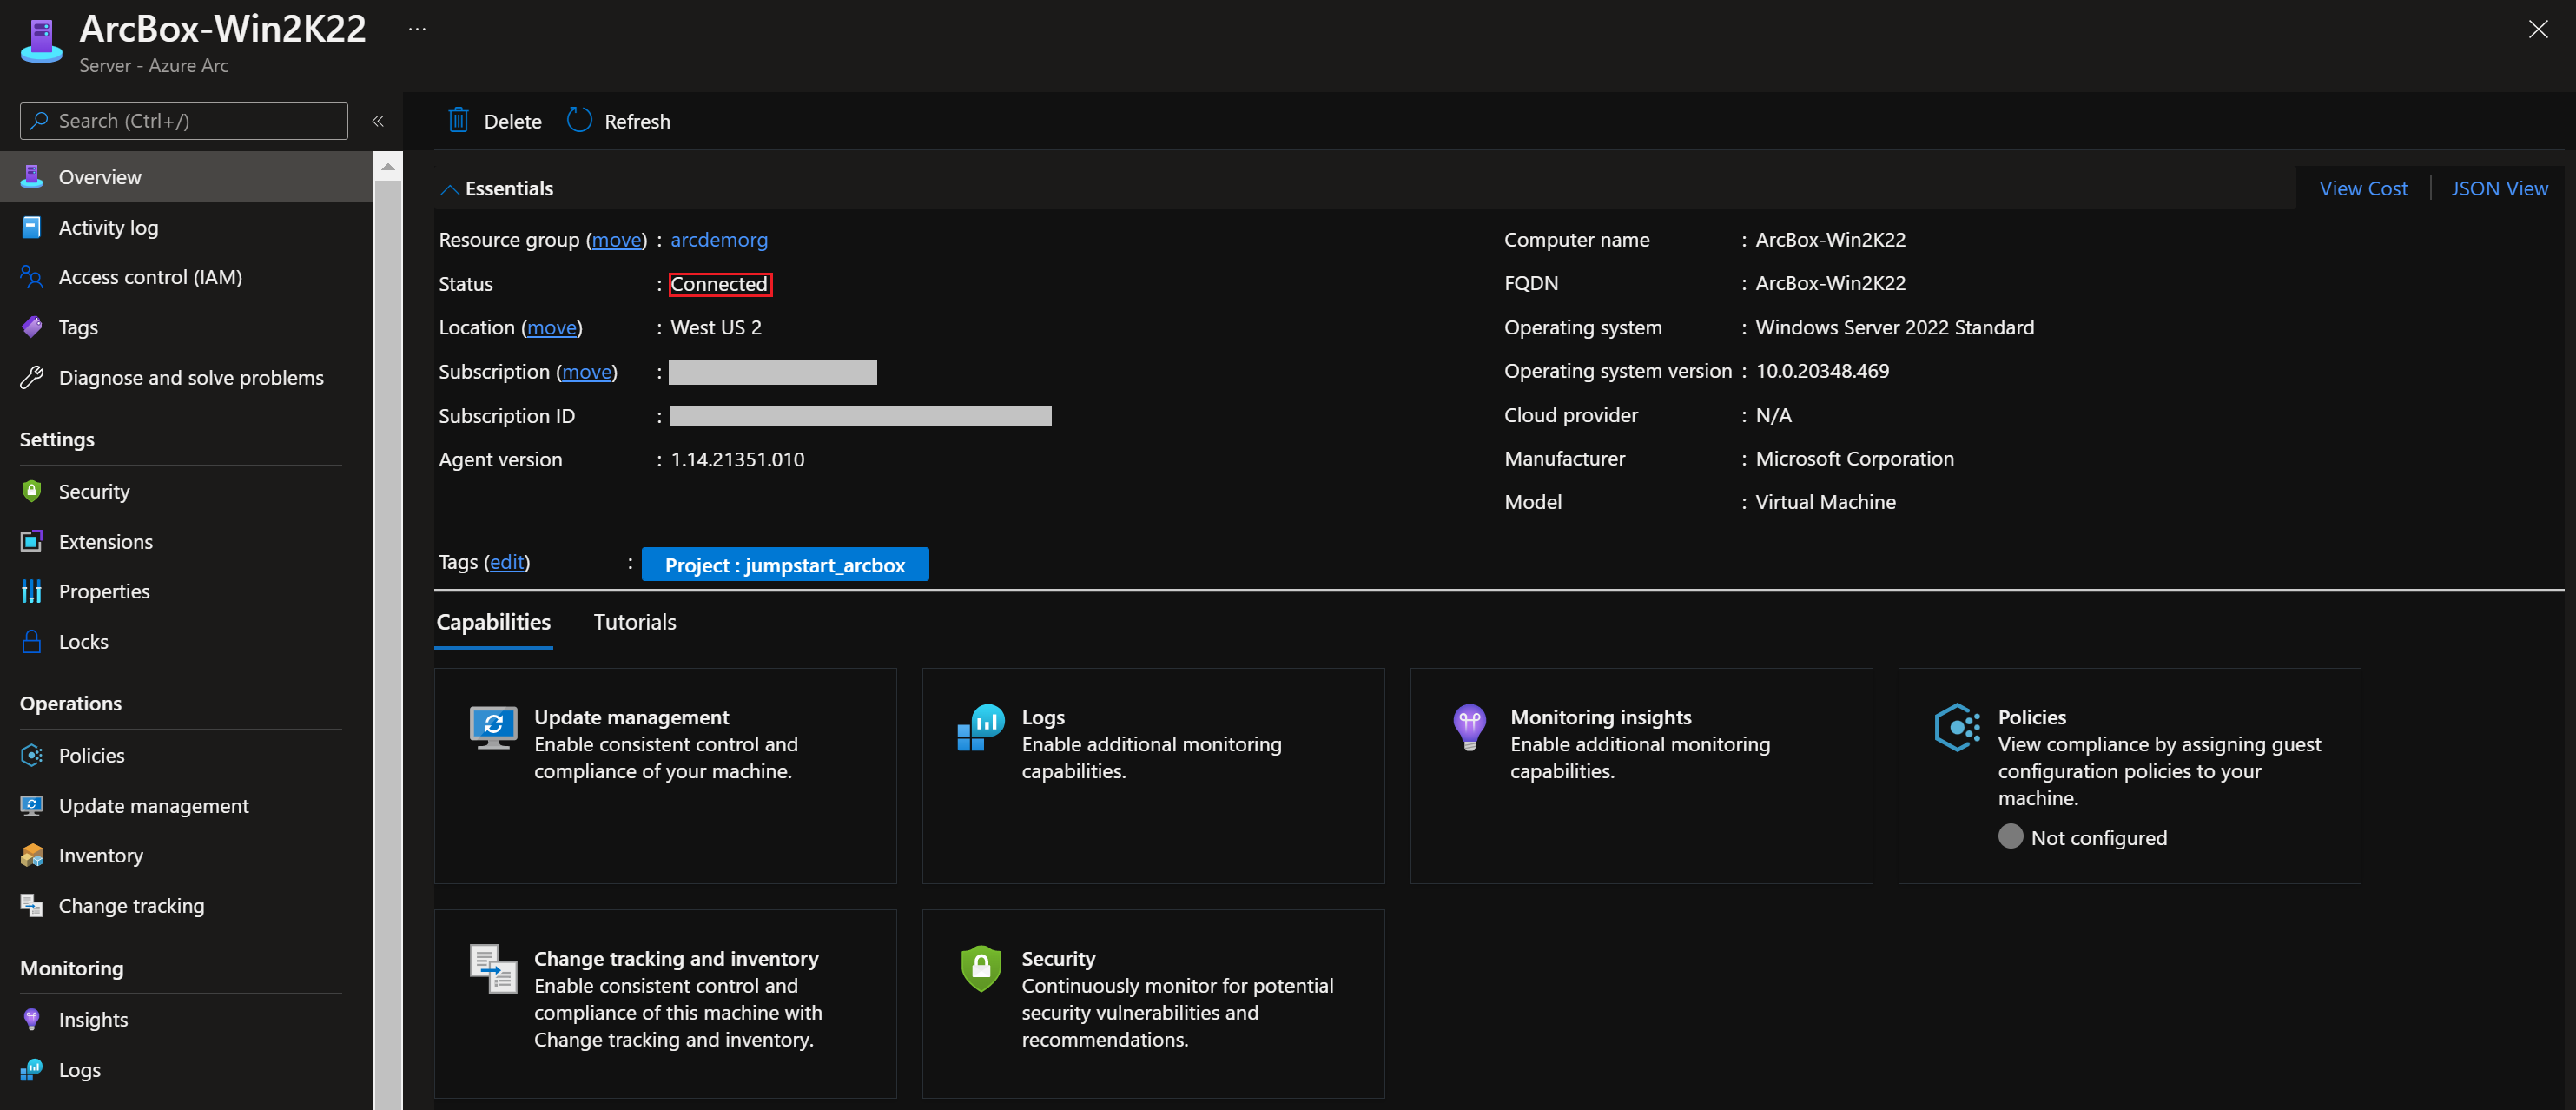 ArcBox-Win2K22 ...
Server - Azure Arc
Search (Ctrl+/) «
Overview
Activity log
Access control (IAM)
Tags
Diagnose and solve problems
Settings
Security
Extensions
Properties
Locks
Operations
Policies
Update management
Inventory
Change tracking
Monitoring
Insights
Logs
Delete Refresh
Essentials
View Cost | JSON View
Resource group (move) : arcdemorg
Status : Connected
Location (move) : West US 2
Subscription (move) :
Subscription ID :
Agent version : 1.14.21351.010
Computer name : ArcBox-Win2K22
FQDN : ArcBox-Win2K22
Operating system : Windows Server 2022 Standard
Operating system version : 10.0.20348.469
Cloud provider : N/A
Manufacturer : Microsoft Corporation
Model : Virtual Machine
Tags (edit) : Project : jumpstart_arcbox
Capabilities Tutorials
Update management
Enable consistent control and
compliance of your machine.
Logs
Enable additional monitoring
capabilities.
Monitoring insights
Enable additional monitoring
capabilities.
Policies
View compliance by assigning guest
configuration policies to your
machine.
Not configured
Change tracking and inventory
Enable consistent control and
compliance of this machine with
Change tracking and inventory.
Security
Continuously monitor for potential
security vulnerabilities and
recommendations.